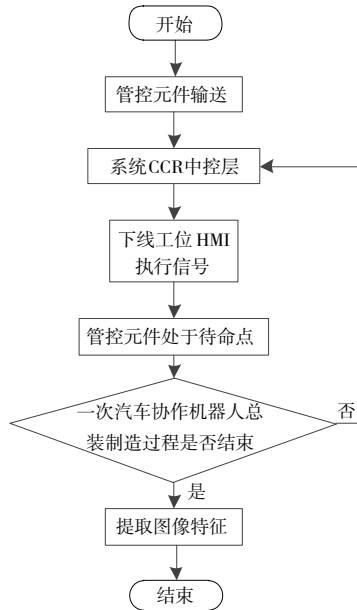 开始
管控元件输送
系统CCR中控层
下线工位 HMI
执行信号
管控元件处于待命点
一次汽车协作机器人总
装制造过程是否结束
否
是
提取图像特征
结束